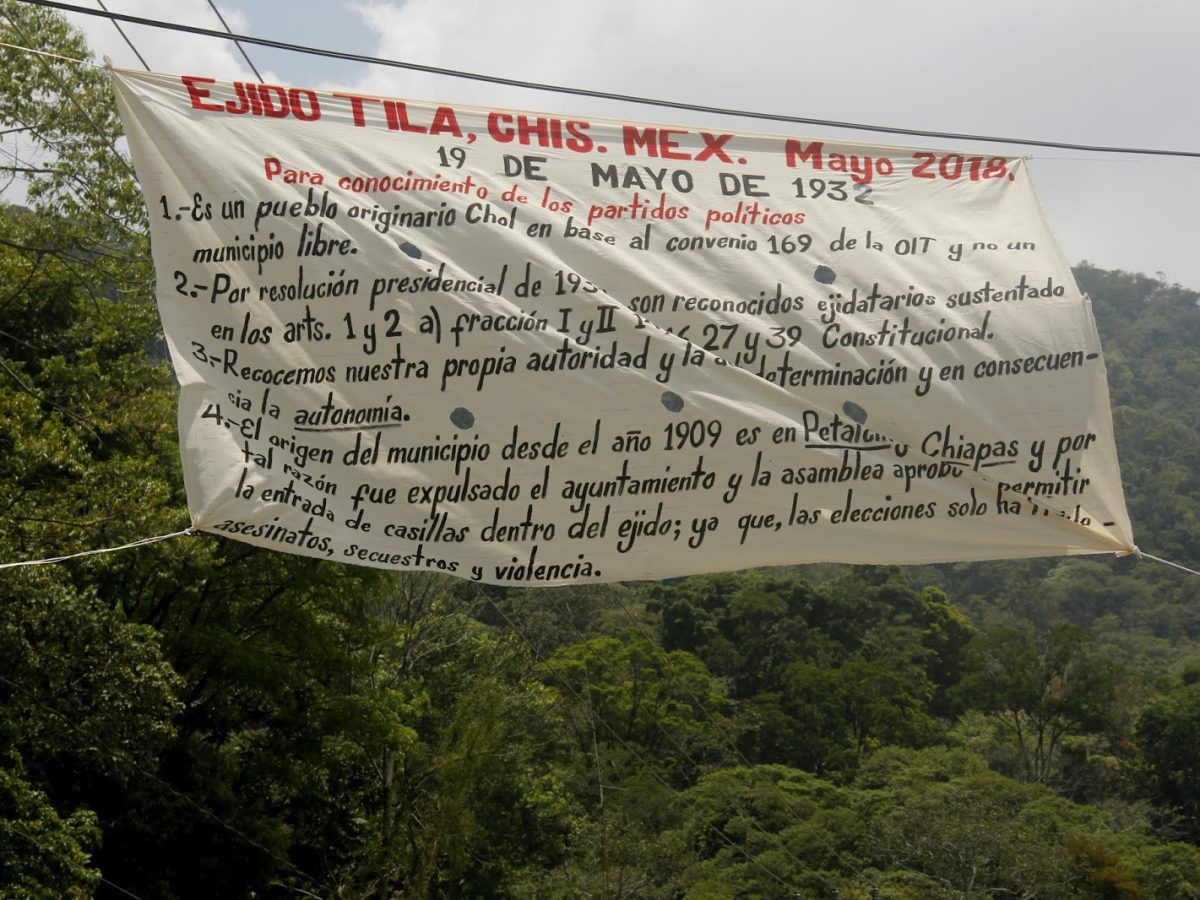 EJIDO TILA, CHIS. MEX. Mayo 2018.
19 DE MAYO DE 1932
Para conocimiento de los partidos políticos
1.-Es un pueblo originario Chol en base al convenio 169 de la OIT y no un
municipio libre.
2.-Por resolución presidencial de son reconocidos ejidatarios sustentado
en los arts. 1 y 2 a) fracción I y II 27 y 39 Constitucional.
3.-Recocemos nuestra propia autoridad y la y en consecuen-
cia la autonomía.
4.-El origen del municipio desde el año 1909 es en Chiapas y por
tal razón fue expulsado el ayuntamiento y la asamblea aprobó permitir
la entrada de casillas dentro del ejido; ya que, las elecciones solo ha
asesinatos, secuestros y violencia.